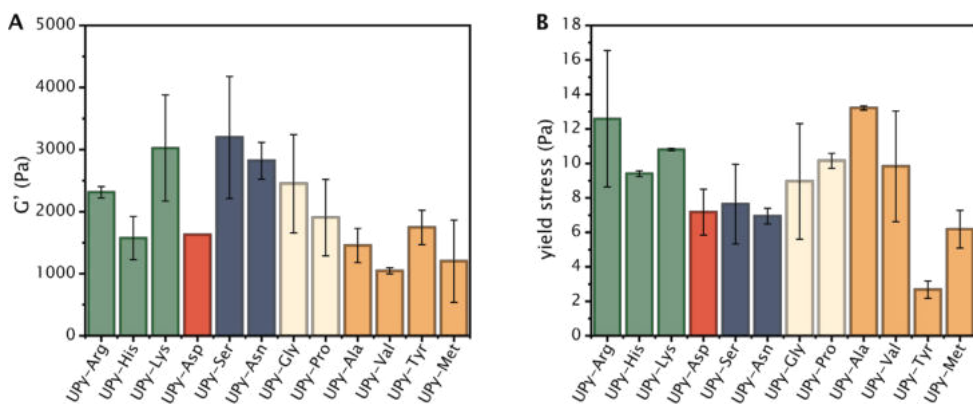 A
5000
4000
3000
2000
1000
0
G' (Pa)
UPy-Arg
UPy-His
UPy-Lys
UPy-Asp
UPy-Ser
UPy-Asn
UPy-Gly
UPy-Pro
UPy-Ala
UPy-Val
UPy-Tyr
UPy-Met
B
18
16
14
12
10
8
6
4
2
0
yield stress (Pa)
UPy-Arg
UPy-His
UPy-Lys
UPy-Asp
UPy-Ser
UPy-Asn
UPy-Gly
UPy-Pro
UPy-Ala
UPy-Val
UPy-Tyr
UPy-Met